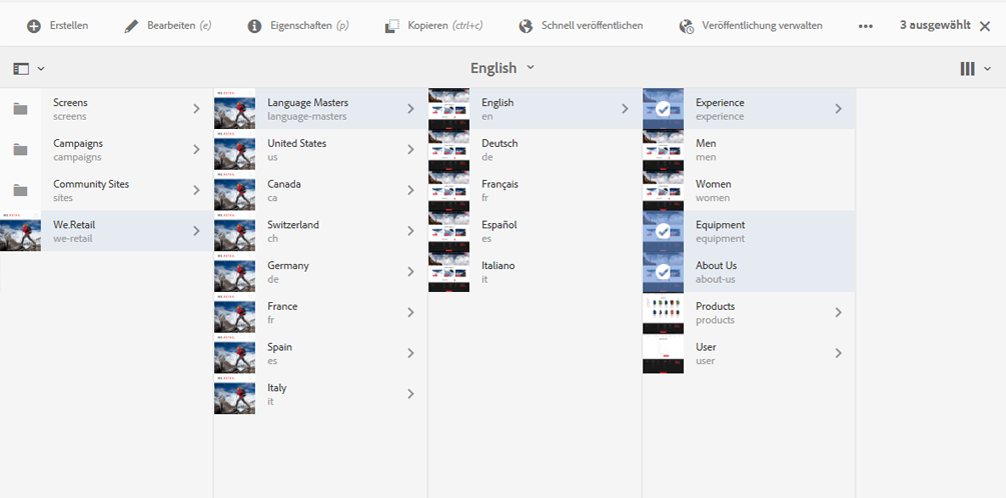 Erstellen
Bearbeiten (e)
Eigenschaften (p)
Kopieren (ctrl+c)
Schnell veröffentlichen
Veröffentlichung verwalten
3 ausgewählt
English
Screens
screens
Campaigns
campaigns
Community Sites
sites
We.Retail
we-retail
Language Masters
language-masters
United States
us
Canada
ca
Switzerland
ch
Germany
de
France
fr
Spain
es
Italy
it
English
en
Deutsch
de
Français
fr
Español
es
Italiano
it
Experience
experience
Men
men
Women
women
Equipment
equipment
About Us
about-us
Products
products
User
user